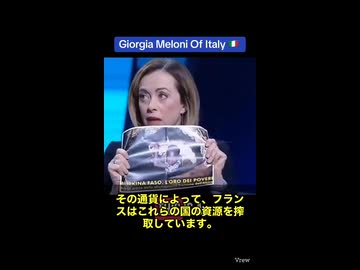 Giorgia Meloni Of Italy 🇮🇹
BURKINA FASO, L'ORO DEI POVERI
その通貨によって、フラン
スはこれらの国の資源を搾
取しています。
Vrew